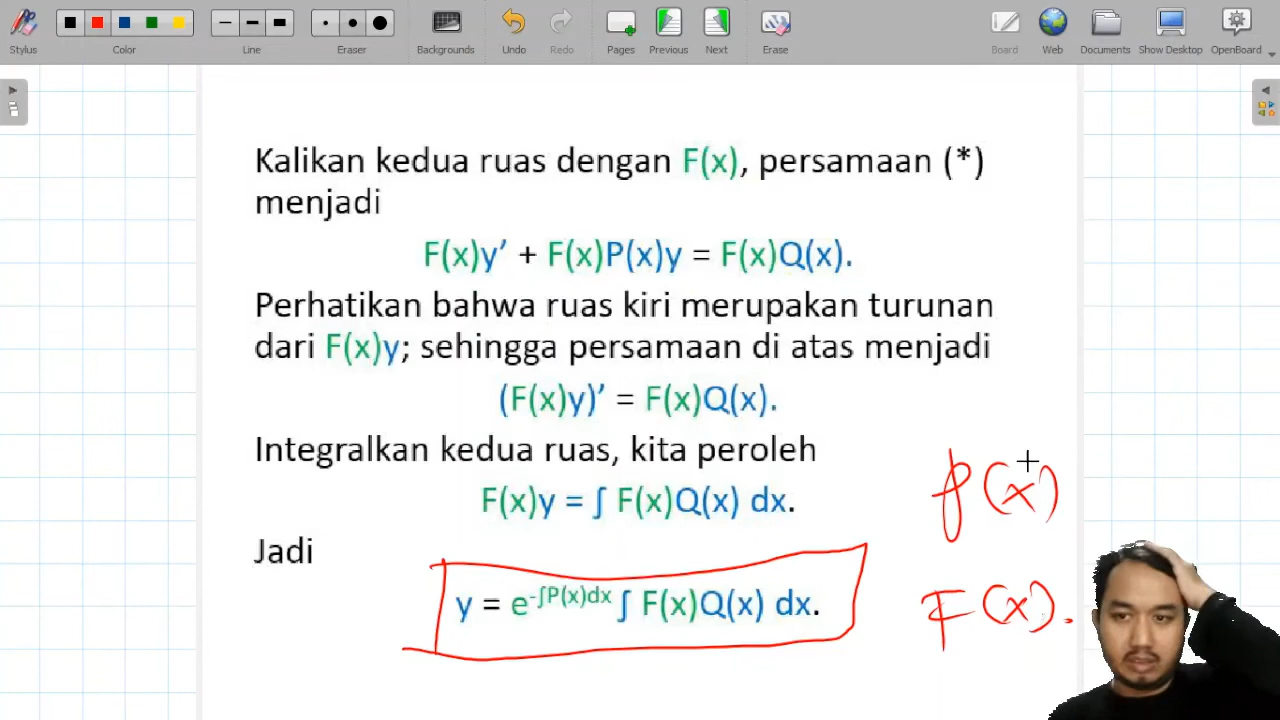 Stylus Color Line Eraser Backgrounds Undo Redo Pages Previous Next Erase Board Web Documents Show Desktop OpenBoard
Kalikan kedua ruas dengan F(x), persamaan (*)
menjadi
F(x)y’ + F(x)P(x)y = F(x)Q(x).
Perhatikan bahwa ruas kiri merupakan turunan
dari F(x)y; sehingga persamaan di atas menjadi
(F(x)y)’ = F(x)Q(x).
Integralkan kedua ruas, kita peroleh
F(x)y = ∫ F(x)Q(x) dx.
f(x)
Jadi
y = e^{-∫P(x)dx} ∫ F(x)Q(x) dx.
F(x).